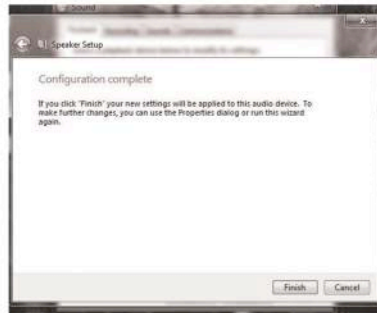 Sound
Speaker Setup
Configuration complete
If you click 'Finish' your new settings will be applied to this audio device. To
make further changes, you can use the Properties dialog or run this wizard
again.
Finish
Cancel